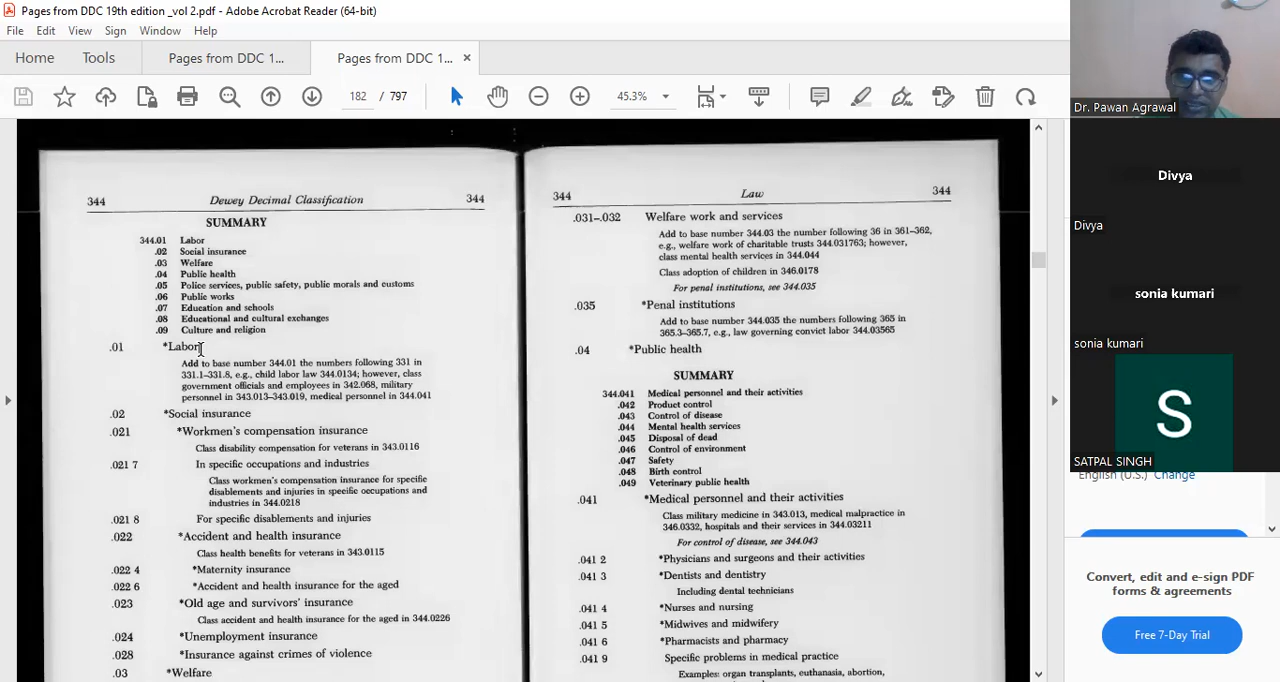 Pages from DDC 19th edition _vol 2.pdf - Adobe Acrobat Reader (64-bit)
File Edit View Sign Window Help
Home Tools Pages from DDC 1... Pages from DDC 1... ×
182 / 797 45.3%
344 Dewey Decimal Classification 344
SUMMARY
344.01 Labor
.02 Social insurance
.03 Welfare
.04 Public health
.05 Police services, public safety, public morals and customs
.06 Public works
.07 Education and schools
.08 Educational and cultural exchanges
.09 Culture and religion
.01 *Labor
Add to base number 344.01 the numbers following 331 in
331.1–331.8, e.g., child labor law 344.0134; however, class
government officials and employees in 342.068, military
personnel in 343.013–343.019, medical personnel in 344.041
.02 *Social insurance
.021 *Workmen's compensation insurance
Class disability compensation for veterans in 343.0116
.021 7 In specific occupations and industries
Class workmen's compensation insurance for specific
disablements and injuries in specific occupations and
industries in 344.0218
.021 8 For specific disablements and injuries
.022 *Accident and health insurance
Class health benefits for veterans in 343.0115
.022 4 *Maternity insurance
.022 6 *Accident and health insurance for the aged
.023 *Old age and survivors' insurance
Class accident and health insurance for the aged in 344.0226
.024 *Unemployment insurance
.028 *Insurance against crimes of violence
.03 *Welfare
344 Law 344
.031–.032 Welfare work and services
Add to base number 344.03 the numbers following 36 in 361–362,
e.g., welfare work of charitable trusts 344.031763; however,
class mental health services in 344.044
Class adoption of children in 346.0178
For penal institutions, see 344.035
.035 *Penal institutions
Add to base number 344.035 the numbers following 365 in
365.3–365.7, e.g., law governing convict labor 344.03565
.04 *Public health
SUMMARY
344.041 Medical personnel and their activities
.042 Product control
.043 Control of disease
.044 Mental health services
.045 Disposal of dead
.046 Control of environment
.047 Safety
.048 Birth control
.049 Veterinary public health
.041 *Medical personnel and their activities
Class military medicine in 343.013, medical malpractice in
346.0332, hospitals and their services in 344.03211
For control of disease, see 344.043
.041 2 *Physicians and surgeons and their activities
.041 3 *Dentists and dentistry
Including dental technicians
.041 4 *Nurses and nursing
.041 5 *Midwives and midwifery
.041 6 *Pharmacists and pharmacy
.041 9 Specific problems in medical practice
Examples: organ transplants, euthanasia, abortion,
Dr. Pawan Agrawal
Divya
Divya
sonia kumari
sonia kumari
S
SATPAL SINGH
English (U.S.) Change
Convert, edit and e-sign PDF
forms & agreements
Free 7-Day Trial